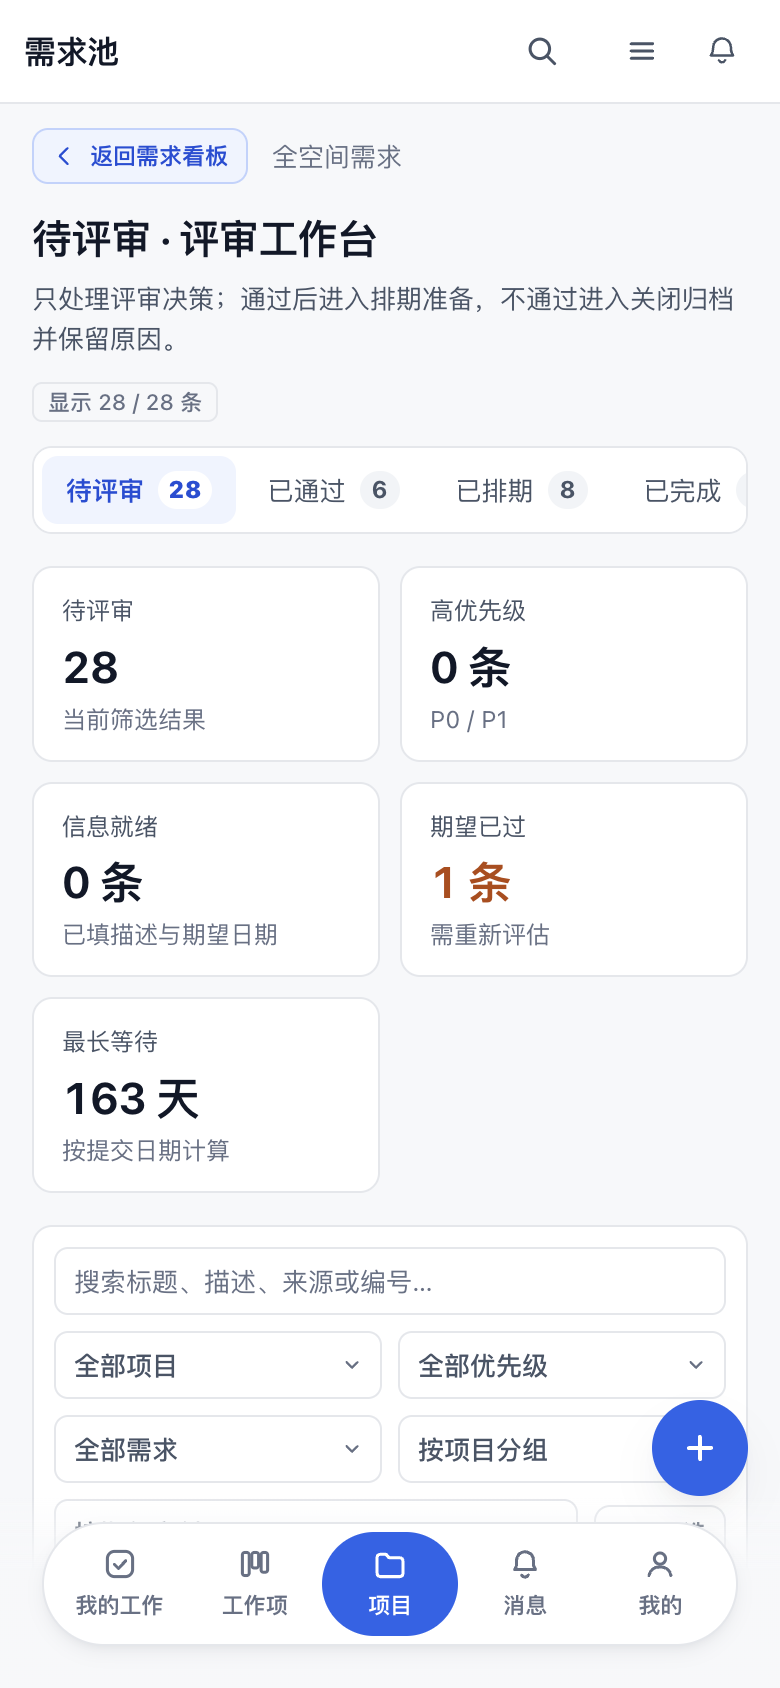 需求池
返回需求看板 全空间需求
待评审 · 评审工作台
只处理评审决策；通过后进入排期准备，不通过进入关闭归档
并保留原因。
显示 28 / 28 条
待评审 28 已通过 6 已排期 8 已完成
待评审
28
当前筛选结果
高优先级
0 条
P0 / P1
信息就绪
0 条
已填描述与期望日期
期望已过
1 条
需重新评估
最长等待
163 天
按提交日期计算
搜索标题、描述、来源或编号...
全部项目 全部优先级
全部需求 按项目分组
我的工作 工作项 项目 消息 我的